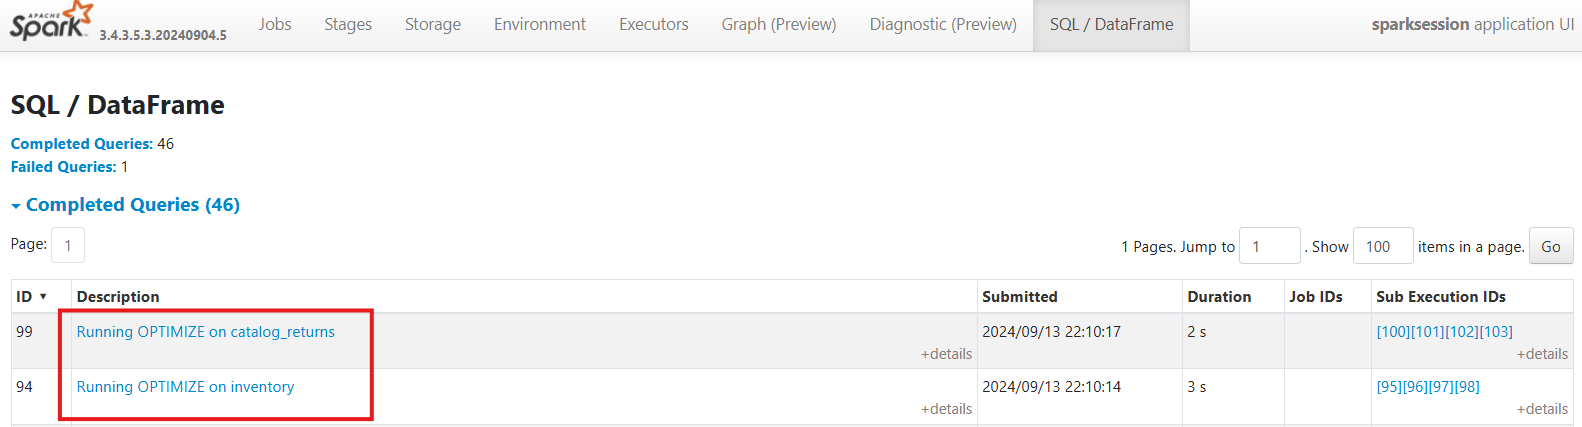 APACHE
Spark™ 3.4.3.5.3.20240904.5 Jobs Stages Storage Environment Executors Graph (Preview) Diagnostic (Preview) SQL / DataFrame sparksession application UI
SQL / DataFrame
Completed Queries: 46
Failed Queries: 1
Completed Queries (46)
Page: 1 1 Pages. Jump to 1 . Show 100 items in a page. Go
ID ▾ Description Submitted Duration Job IDs Sub Execution IDs
99 Running OPTIMIZE on catalog_returns 2024/09/13 22:10:17 2 s [100][101][102][103]
+details +details
94 Running OPTIMIZE on inventory 2024/09/13 22:10:14 3 s [95][96][97][98]
+details +details